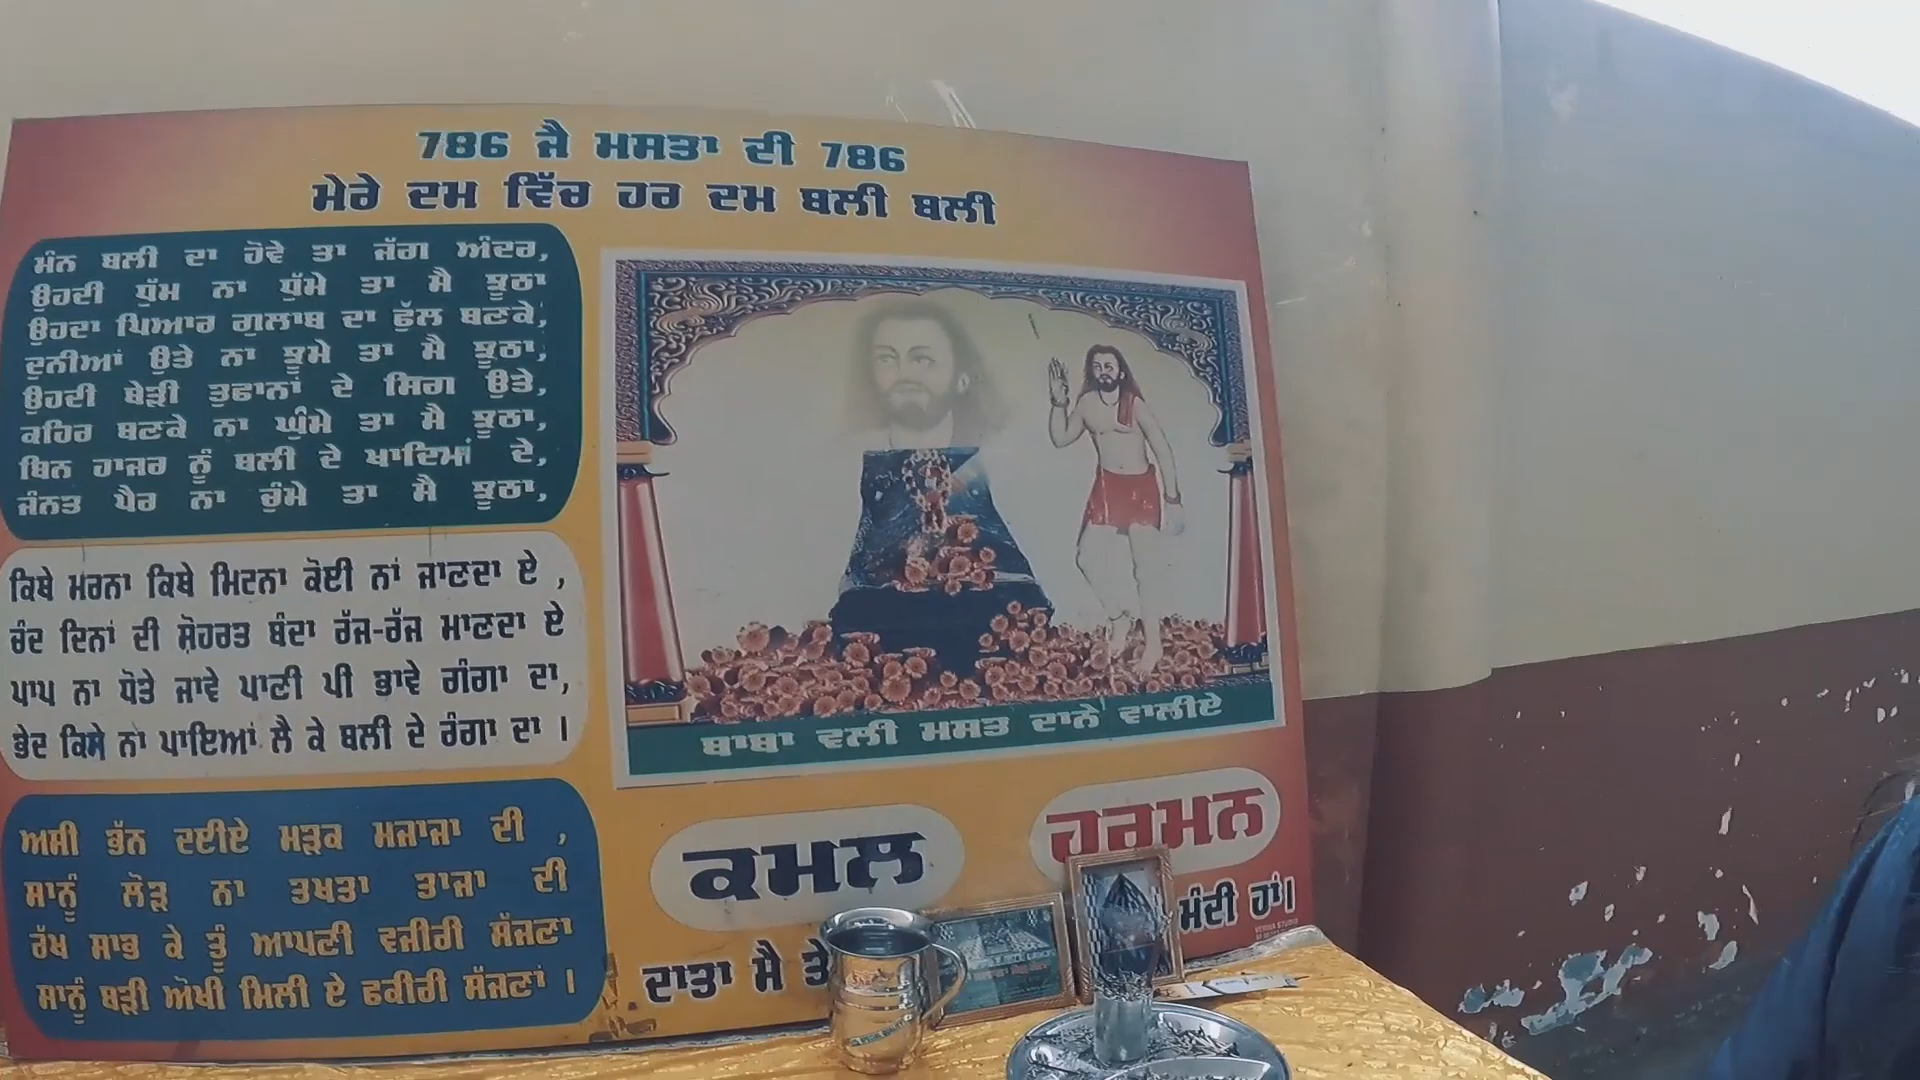 786 ਜੈ ਮਸਤਾ ਦੀ 786
ਮੇਰੇ ਦਮ ਵਿੱਚ ਹਰ ਦਮ ਬਲੀ ਬਲੀ
ਮੰਨ ਬਲੀ ਦਾ ਹੋਵੇ ਤਾ ਜੱਗ ਅੰਦਰ,
ਉਹਦੀ ਧੁੱਮ ਨਾ ਧੁੱਮੇ ਤਾ ਮੈ ਝੂਠਾ
ਉਹਦਾ ਪਿਆਰ ਗੁਲਾਬ ਦਾ ਫੁੱਲ ਬਣਕੇ,
ਦੁਨੀਆਂ ਉਤੇ ਨਾ ਝੂਮੇ ਤਾ ਮੈ ਝੂਠਾ,
ਉਹਦੀ ਬੇੜੀ ਤੁਫਾਨਾਂ ਦੇ ਸਿਗ ਉਤੇ,
ਕਹਿਰ ਬਣਕੇ ਨਾ ਘੁੰਮੇ ਤਾ ਮੈ ਝੂਠਾ,
ਬਿਨ ਹਾਜਰ ਨੂੰ ਬਲੀ ਦੇ ਖਾਦਿਮਾਂ ਦੇ,
ਜੰਨਤ ਪੈਰ ਨਾ ਚੁੰਮੇ ਤਾ ਮੈ ਝੂਠਾ,
ਕਿਥੇ ਮਰਨਾ ਕਿਥੇ ਮਿਟਨਾ ਕੋਈ ਨਾਂ ਜਾਣਦਾ ਏ ,
ਚੰਦ ਦਿਨਾਂ ਦੀ ਸ਼ੋਹਰਤ ਬੰਦਾ ਰੱਜ-ਰੱਜ ਮਾਣਦਾ ਏ
ਪਾਪ ਨਾ ਧੋਤੇ ਜਾਵੇ ਪਾਣੀ ਪੀ ਭਾਵੇ ਗੰਗਾ ਦਾ,
ਭੇਦ ਕਿਸੇ ਨਾ ਪਾਇਆਂ ਲੈ ਕੇ ਬਲੀ ਦੇ ਰੰਗਾ ਦਾ ।
ਅਸੀ ਭੰਨ ਦਈਏ ਮੜਕ ਮਜਾਜਾ ਦੀ ,
ਸਾਨੂੰ ਲੋੜ ਨਾ ਤਖਤਾ ਤਾਜਾ ਦੀ
ਰੱਖ ਸਾਭ ਕੇ ਤੂੰ ਆਪਣੀ ਵਜੀਰੀ ਸੱਜਣਾ
ਸਾਨੂੰ ਬੜੀ ਔਖੀ ਮਿਲੀ ਏ ਫਕੀਰੀ ਸੱਜਣਾਂ ।
ਬਾਬਾ ਵਲੀ ਮਸਤ ਦਾਨੇ ਵਾਲੀਏ
ਕਮਲ ਹਰਮਨ
ਦਾਤਾ ਮੈ ਮੰਦੀ ਹਾਂ।